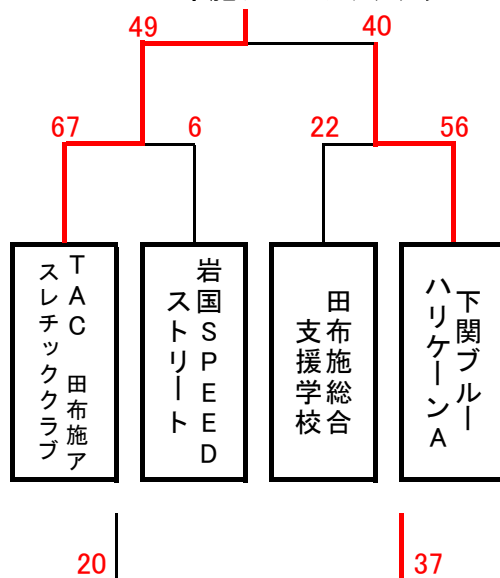 49
40
67
6
22
56
TAC 田布施ア
スレチッククラブ
岩国SPEED
ストリート
田布施総合
支援学校
下関ブルー
ハリケーンA
20
37